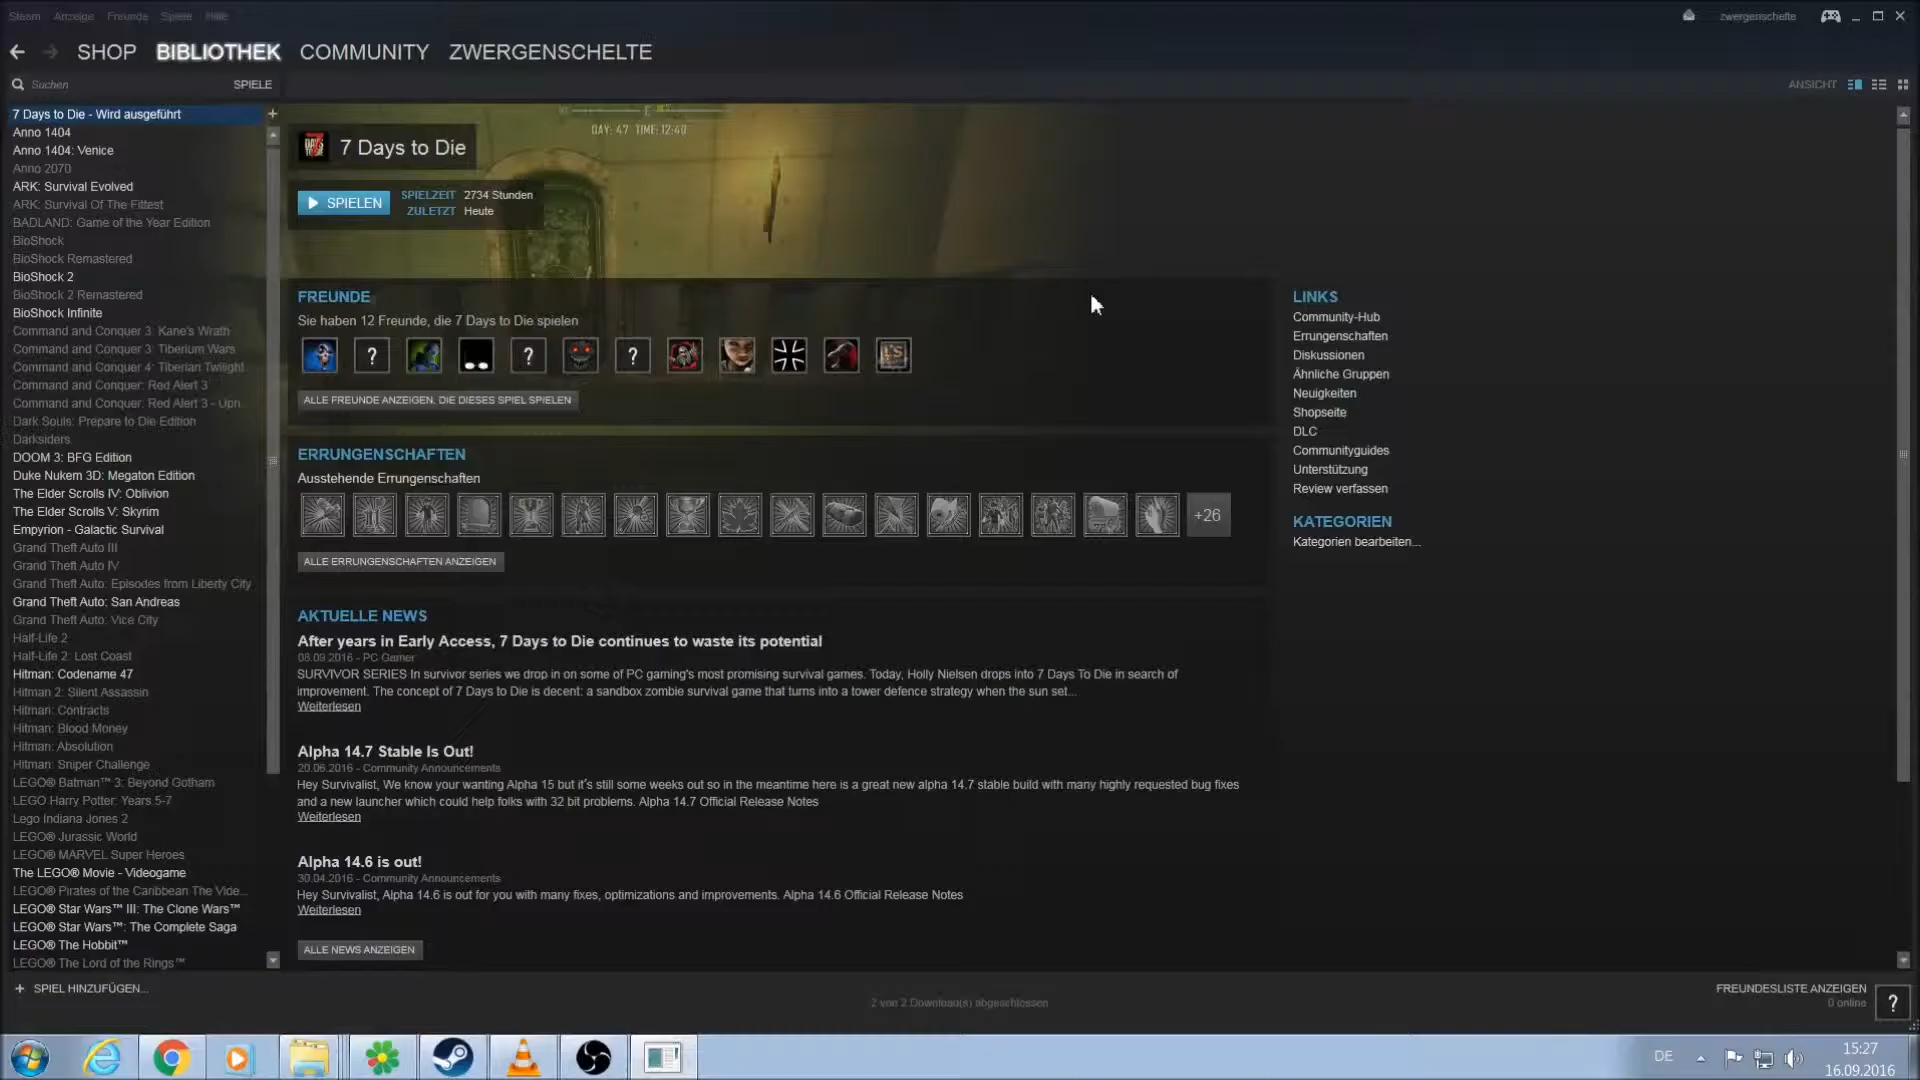 Steam Anzeige Freunde Spiele Hilfe
zwergenschelte
SHOP BIBLIOTHEK COMMUNITY ZWERGENSCHELTE
Suchen SPIELE
ANSICHT
7 Days to Die - Wird ausgeführt
Anno 1404
Anno 1404: Venice
Anno 2070
ARK: Survival Evolved
ARK: Survival Of The Fittest
BADLAND: Game of the Year Edition
BioShock
BioShock Remastered
BioShock 2
BioShock 2 Remastered
BioShock Infinite
Command and Conquer 3: Kane's Wrath
Command and Conquer 3: Tiberium Wars
Command and Conquer 4: Tiberian Twilight
Command and Conquer: Red Alert 3
Command and Conquer: Red Alert 3 - Upri...
Dark Souls: Prepare to Die Edition
Darksiders
DOOM 3: BFG Edition
Duke Nukem 3D: Megaton Edition
The Elder Scrolls IV: Oblivion
The Elder Scrolls V: Skyrim
Empyrion - Galactic Survival
Grand Theft Auto III
Grand Theft Auto IV
Grand Theft Auto: Episodes from Liberty City
Grand Theft Auto: San Andreas
Grand Theft Auto: Vice City
Half-Life 2
Half-Life 2: Lost Coast
Hitman: Codename 47
Hitman 2: Silent Assassin
Hitman: Contracts
Hitman: Blood Money
Hitman: Absolution
Hitman: Sniper Challenge
LEGO® Batman™ 3: Beyond Gotham
LEGO Harry Potter: Years 5-7
Lego Indiana Jones 2
LEGO® Jurassic World
LEGO® MARVEL Super Heroes
The LEGO® Movie - Videogame
LEGO® Pirates of the Caribbean The Vide...
LEGO® Star Wars™ III: The Clone Wars™
LEGO® Star Wars™: The Complete Saga
LEGO® The Hobbit™
LEGO® The Lord of the Rings™
+ SPIEL HINZUFÜGEN...
DAY: 47 TIME: 12:40
7 Days to Die
SPIELEN
SPIELZEIT 2734 Stunden
ZULETZT Heute
FREUNDE
Sie haben 12 Freunde, die 7 Days to Die spielen
ALLE FREUNDE ANZEIGEN, DIE DIESES SPIEL SPIELEN
ERRUNGENSCHAFTEN
Ausstehende Errungenschaften
+26
ALLE ERRUNGENSCHAFTEN ANZEIGEN
AKTUELLE NEWS
After years in Early Access, 7 Days to Die continues to waste its potential
08.09.2016 - PC Gamer
SURVIVOR SERIES In survivor series we drop in on some of PC gaming's most promising survival games. Today, Holly Nielsen drops into 7 Days To Die in search of
improvement. The concept of 7 Days to Die is decent: a sandbox zombie survival game that turns into a tower defence strategy when the sun set...
Weiterlesen
Alpha 14.7 Stable Is Out!
20.06.2016 - Community Announcements
Hey Survivalist, We know your wanting Alpha 15 but it's still some weeks out so in the meantime here is a great new alpha 14.7 stable build with many highly requested bug fixes
and a new launcher which could help folks with 32 bit problems. Alpha 14.7 Official Release Notes
Weiterlesen
Alpha 14.6 is out!
30.04.2016 - Community Announcements
Hey Survivalist, Alpha 14.6 is out for you with many fixes, optimizations and improvements. Alpha 14.6 Official Release Notes
Weiterlesen
ALLE NEWS ANZEIGEN
LINKS
Community-Hub
Errungenschaften
Diskussionen
Ähnliche Gruppen
Neuigkeiten
Shopseite
DLC
Communityguides
Unterstützung
Review verfassen
KATEGORIEN
Kategorien bearbeiten...
2 von 2 Download(s) abgeschlossen
FREUNDESLISTE ANZEIGEN
0 online
DE
15:27
16.09.2016